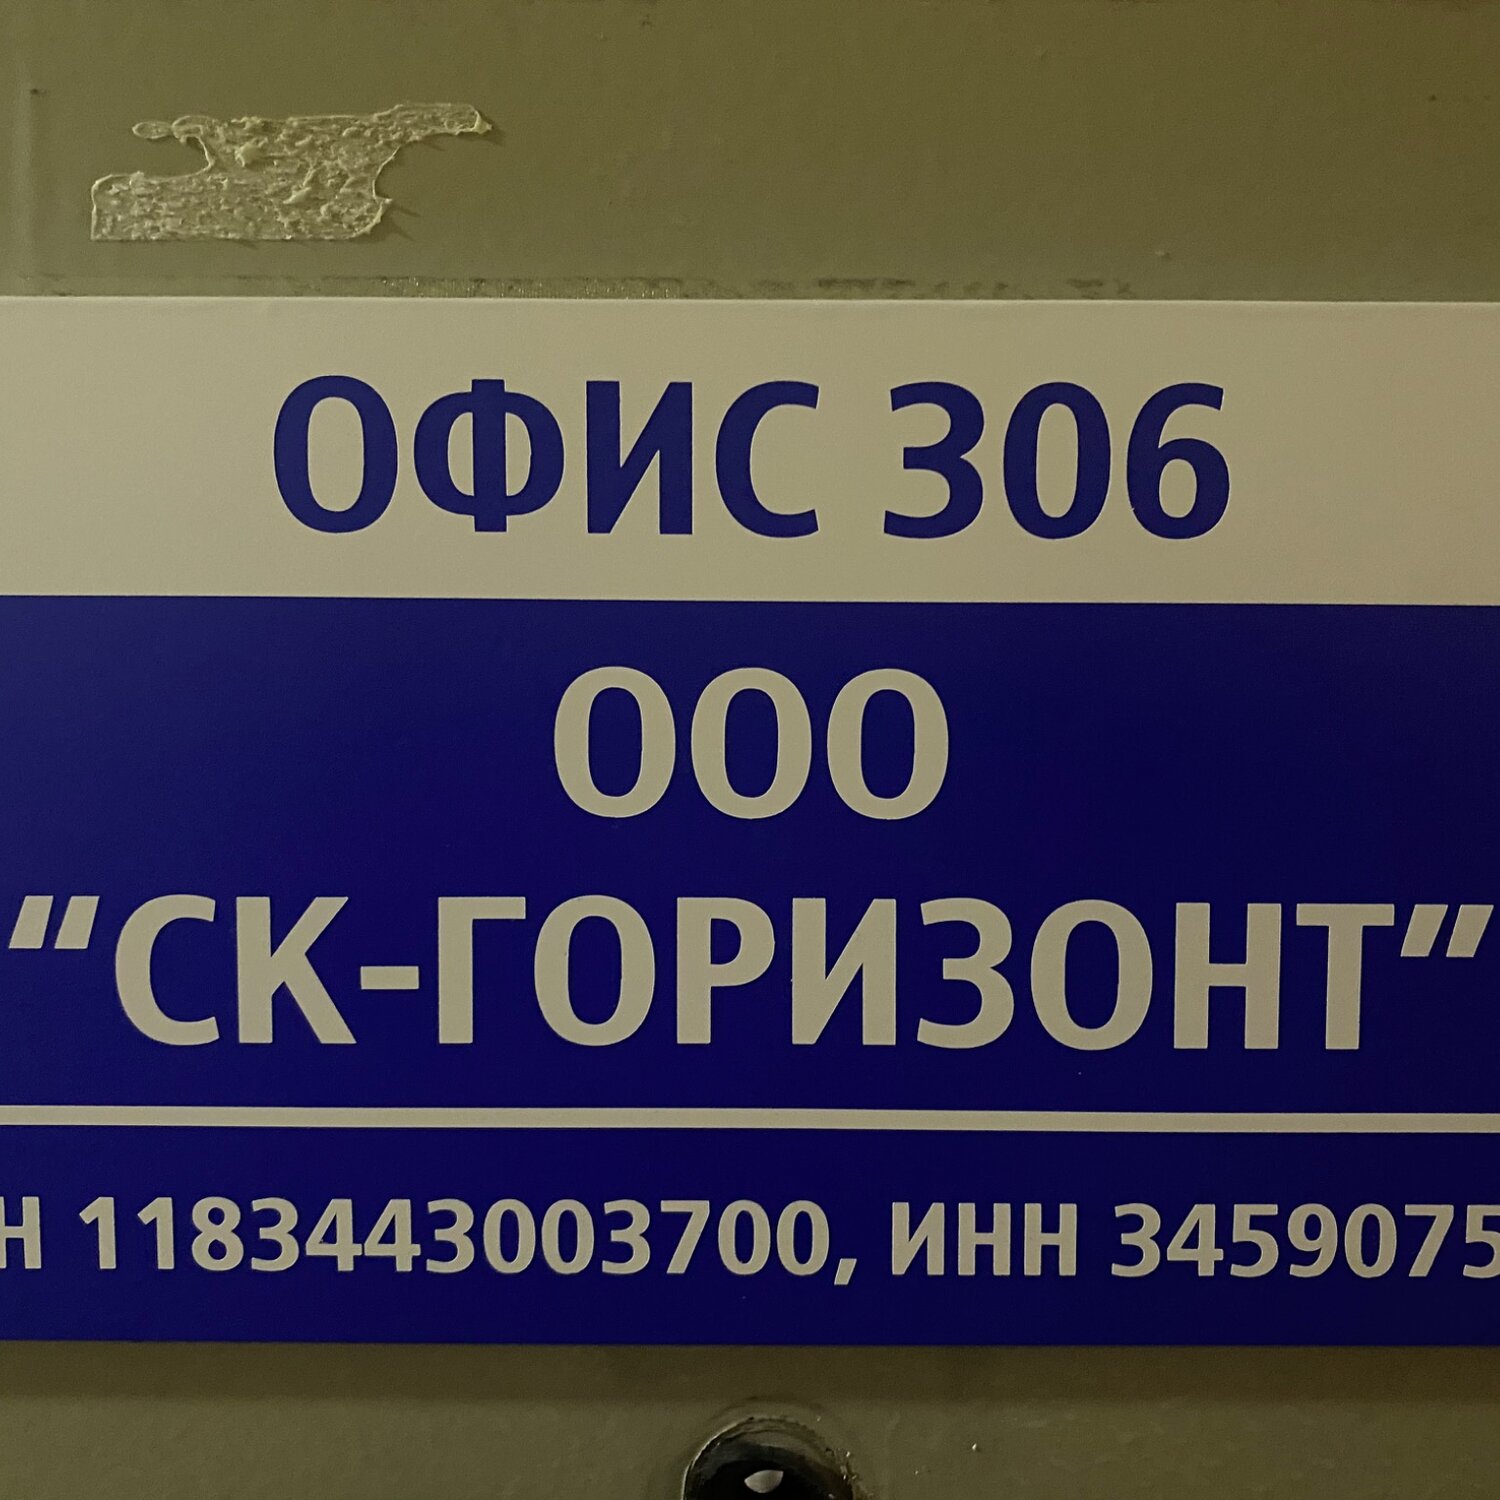 ОФИС 306
ООО
"СК-ГОРИЗОНТ"
Н 1183443003700, ИНН 3459075